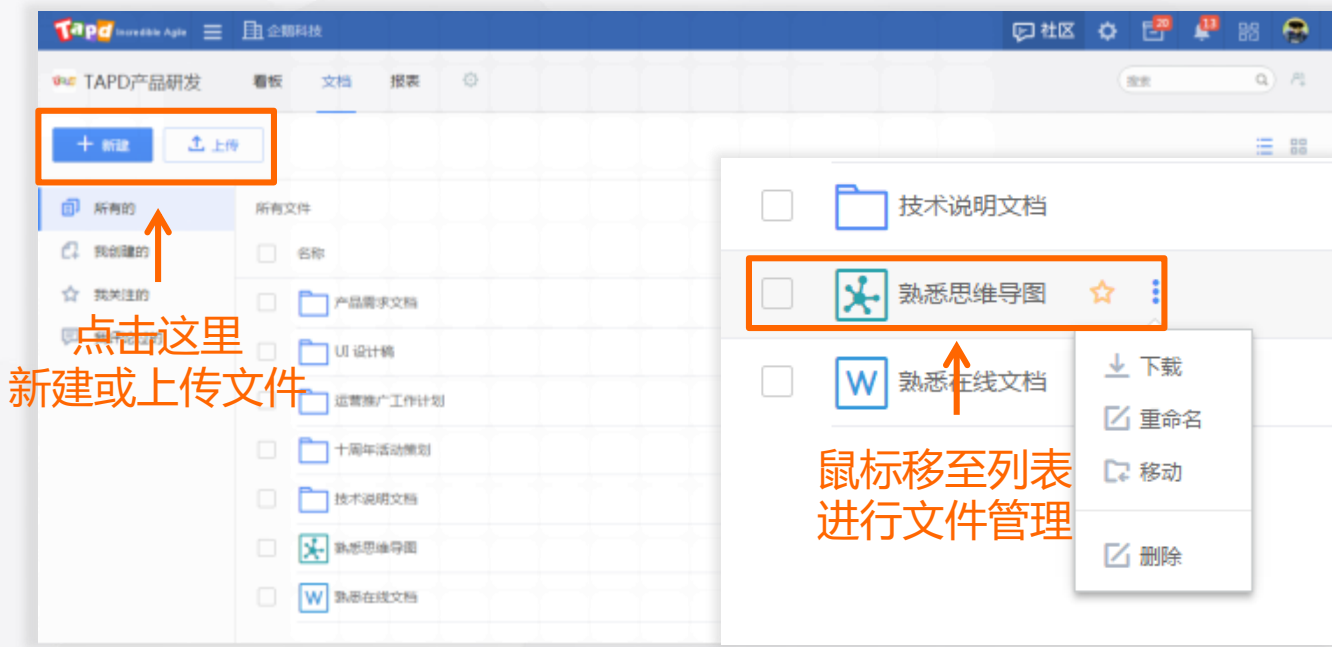 Tapd Incredible Agile 企鹅科技 社区 20 13
TAPD产品研发 看板 文档 报表 搜索
新建 上传
所有的
我创建的
我关注的
点击这里
新建或上传文件
所有文件
名称
产品需求文档
UI 设计稿
运营推广工作计划
十周年活动策划
技术说明文档
熟悉思维导图
W 熟悉在线文档
技术说明文档
熟悉思维导图
W 熟悉在线文档
下载
重命名
移动
删除
鼠标移至列表
进行文件管理